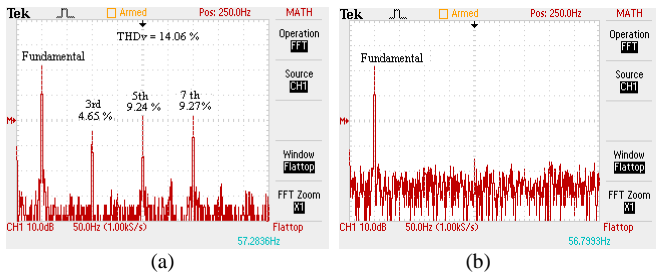 Tek Armed Pos: 250.0Hz MATH
THDv = 14.06 %
Operation
FFT
Fundamental
Source
CH1
3rd
4.65 %
5th
9.24 %
7 th
9.27%
M
Window
Flattop
FFT Zoom
X1
CH1 10.0dB 50.0Hz (1.00kS/s) Flattop
57.2836Hz
(a)
Tek Armed Pos: 250.0Hz MATH
Operation
FFT
Fundamental
Source
CH1
M
Window
Flattop
FFT Zoom
X1
CH1 10.0dB 50.0Hz (1.00kS/s) Flattop
56.7993Hz
(b)